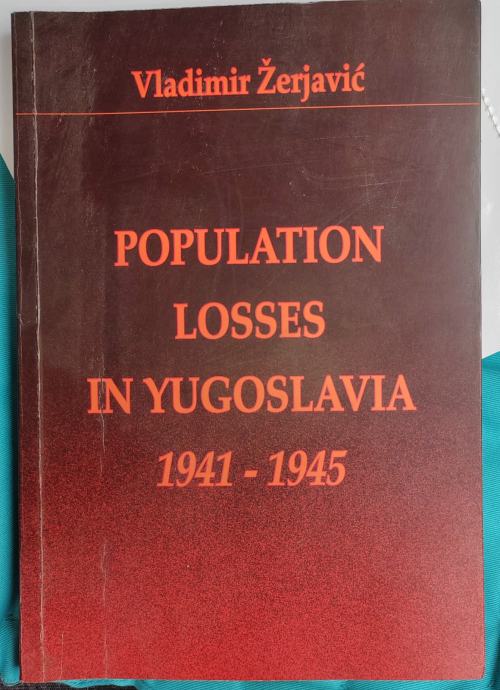 Vladimir Žerjavić
POPULATION
LOSSES
IN YUGOSLAVIA
1941 - 1945